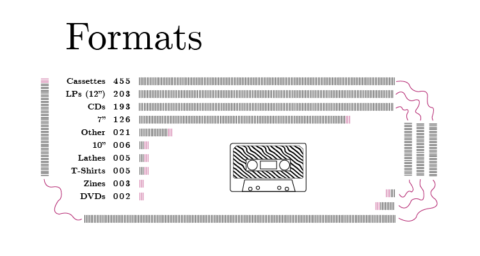 Formats
Cassettes 455
LPs (12") 203
CDs 193
7" 126
Other 021
10" 006
Lathes 005
T-Shirts 005
Zines 003
DVDs 002